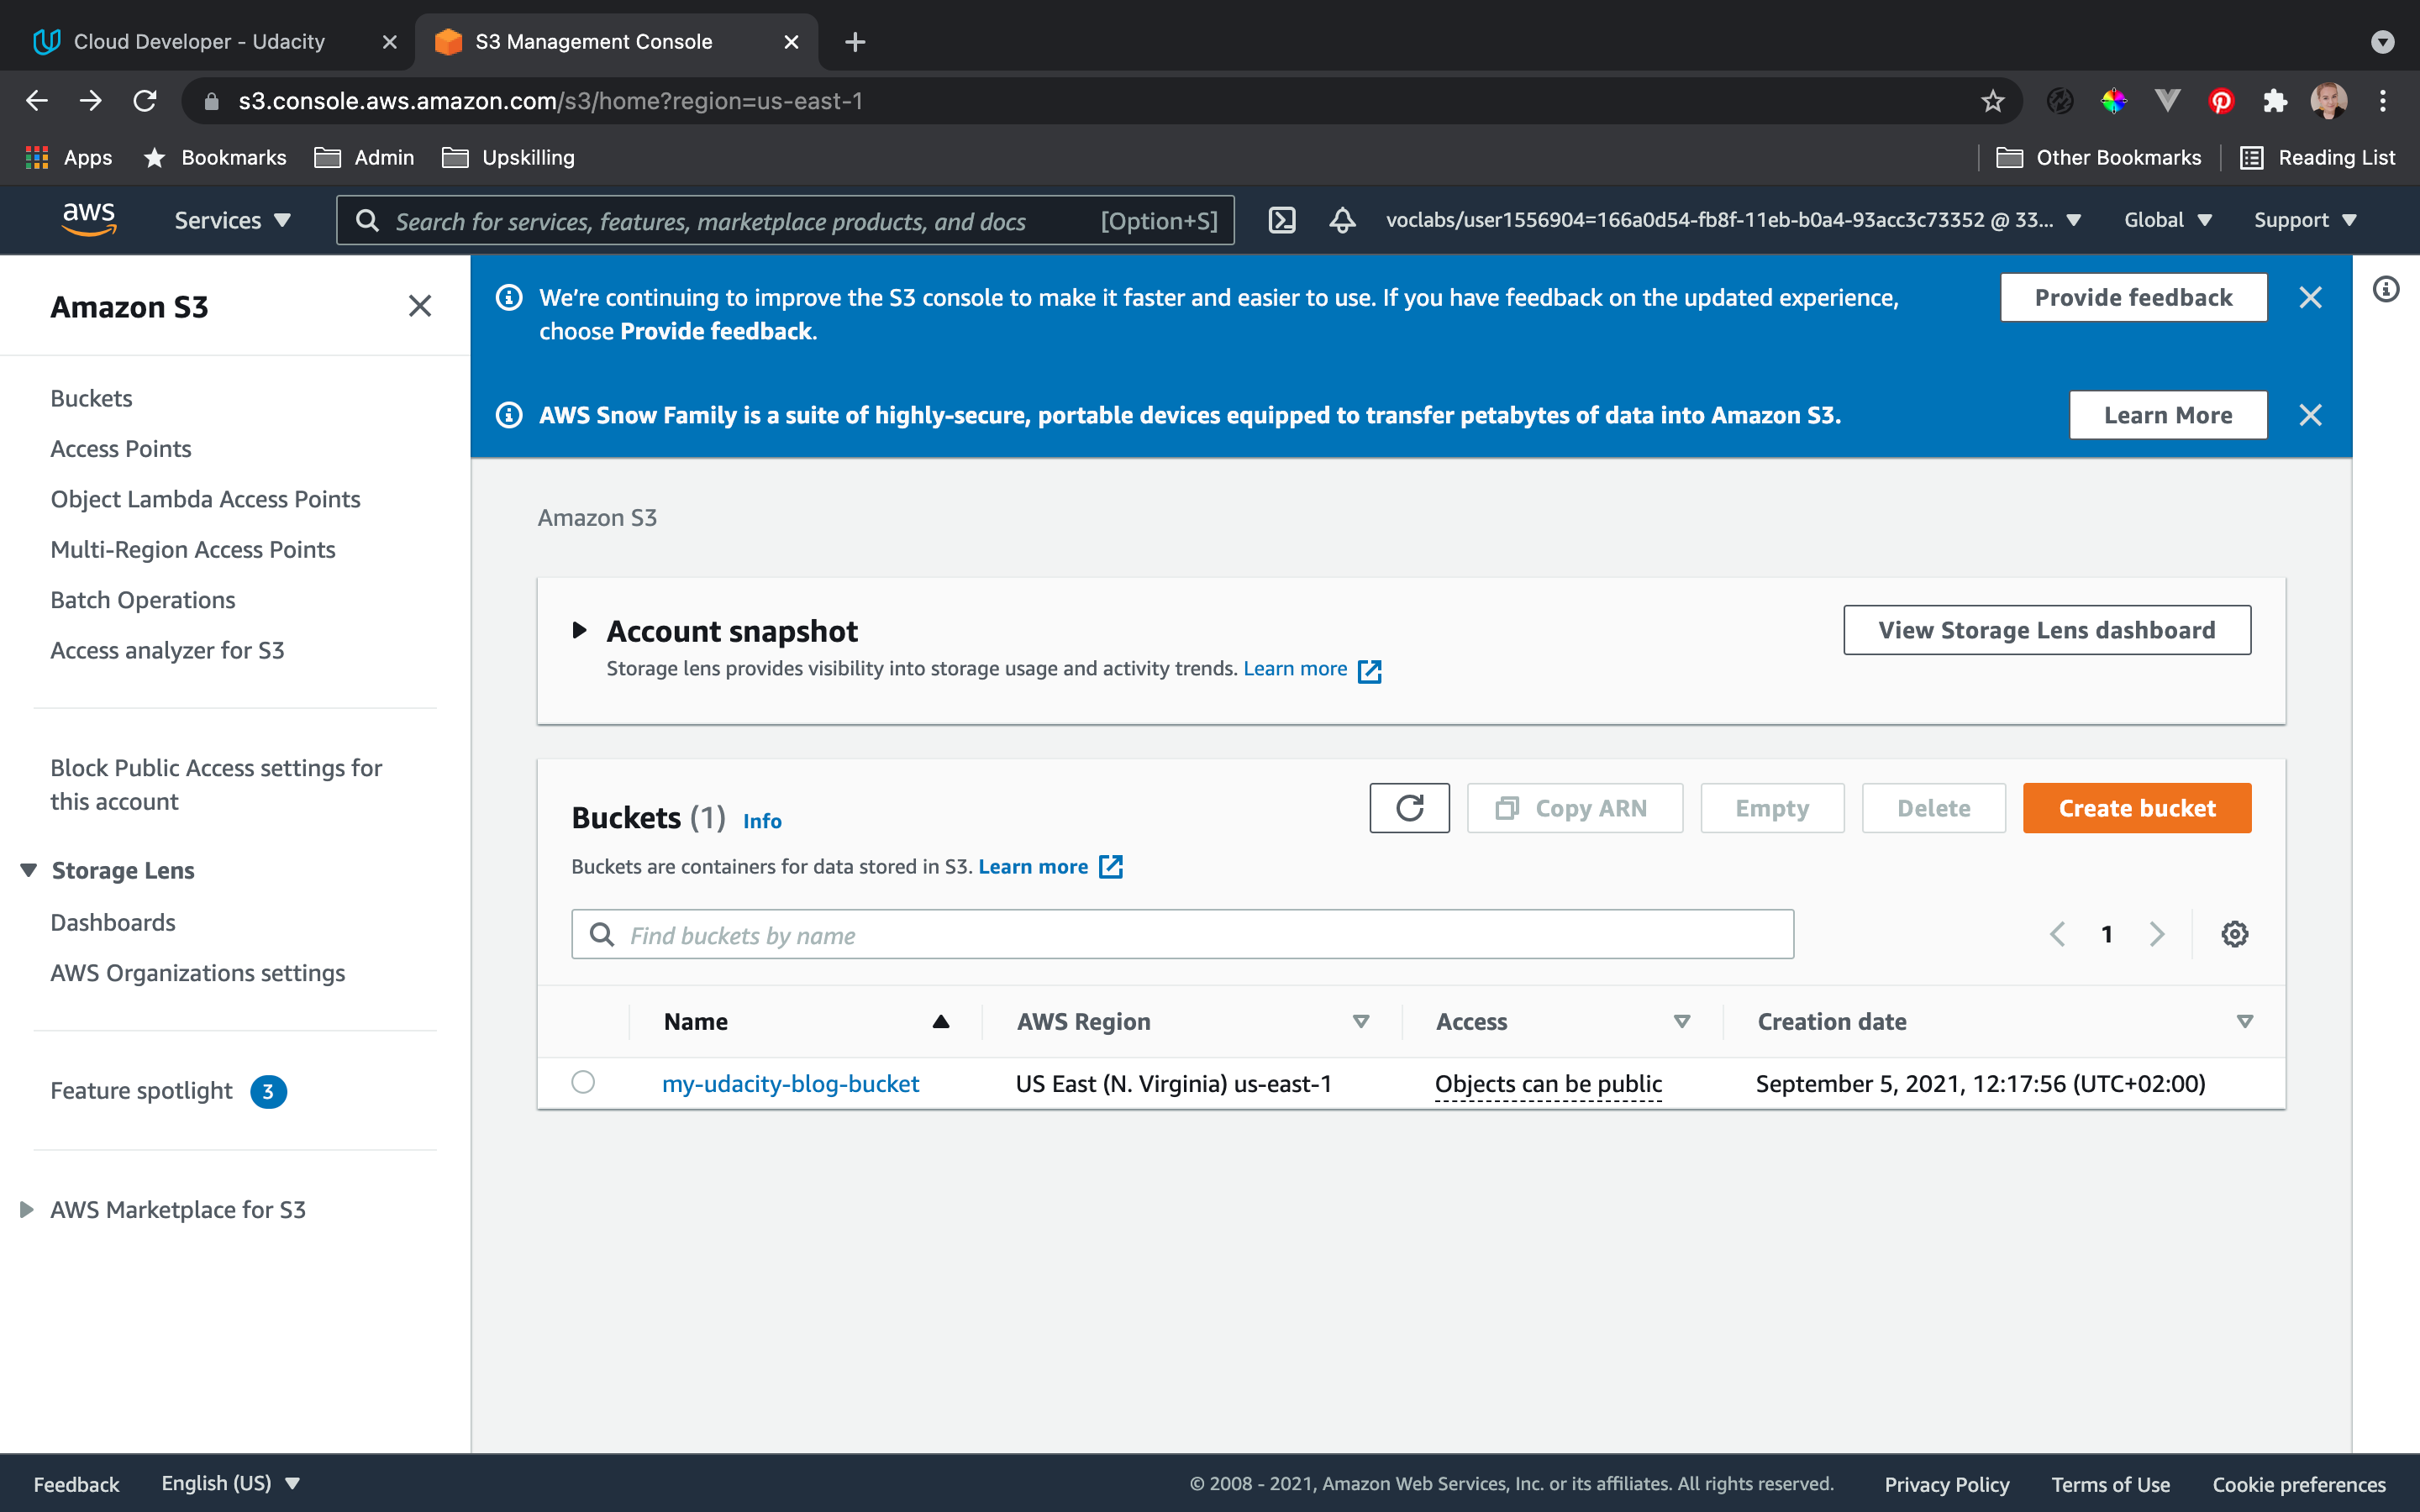 Cloud Developer - Udacity
S3 Management Console
s3.console.aws.amazon.com/s3/home?region=us-east-1
Apps
Bookmarks
Admin
Upskilling
Other Bookmarks
Reading List
aws
Services
Search for services, features, marketplace products, and docs
[Option+S]
voclabs/user1556904=166a0d54-fb8f-11eb-b0a4-93acc3c73352 @ 33...
Global
Support
Amazon S3
Buckets
Access Points
Object Lambda Access Points
Multi-Region Access Points
Batch Operations
Access analyzer for S3
Block Public Access settings for
this account
Storage Lens
Dashboards
AWS Organizations settings
Feature spotlight 3
AWS Marketplace for S3
We're continuing to improve the S3 console to make it faster and easier to use. If you have feedback on the updated experience,
choose Provide feedback.
Provide feedback
AWS Snow Family is a suite of highly-secure, portable devices equipped to transfer petabytes of data into Amazon S3.
Learn More
Amazon S3
Account snapshot
Storage lens provides visibility into storage usage and activity trends. Learn more
View Storage Lens dashboard
Buckets (1) Info
Copy ARN
Empty
Delete
Create bucket
Buckets are containers for data stored in S3. Learn more
Find buckets by name
1
Name
AWS Region
Access
Creation date
my-udacity-blog-bucket
US East (N. Virginia) us-east-1
Objects can be public
September 5, 2021, 12:17:56 (UTC+02:00)
Feedback
English (US)
© 2008 - 2021, Amazon Web Services, Inc. or its affiliates. All rights reserved.
Privacy Policy
Terms of Use
Cookie preferences